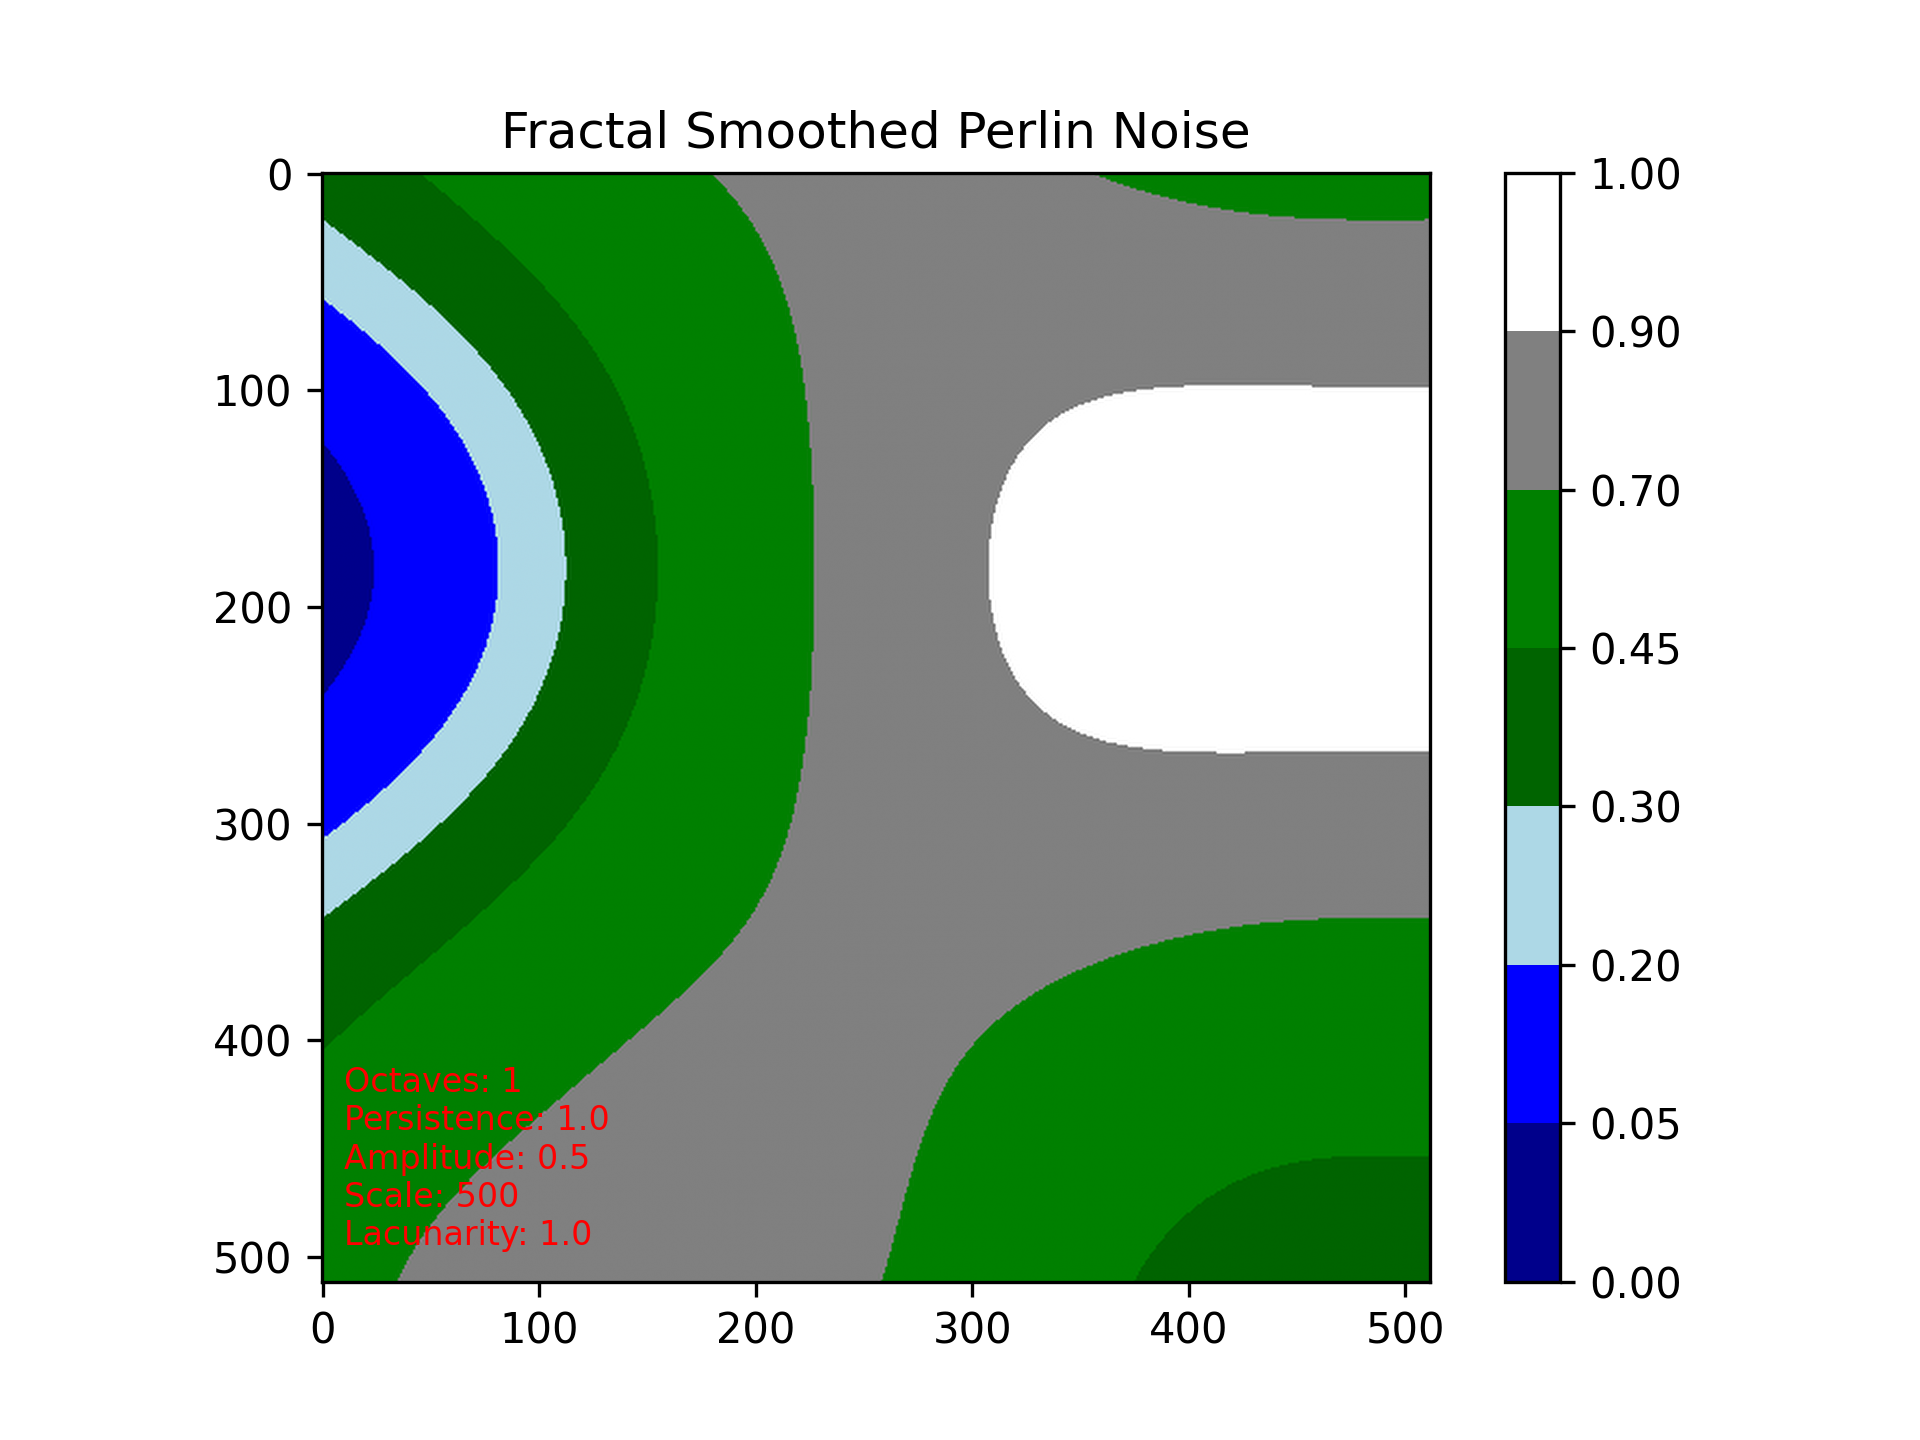 Fractal Smoothed Perlin Noise
0
100
200
300
400
500
Octaves: 1
Persistence: 1.0
Amplitude: 0.5
Scale: 500
Lacunarity: 1.0
0 100 200 300 400 500
1.00
0.90
0.70
0.45
0.30
0.20
0.05
0.00